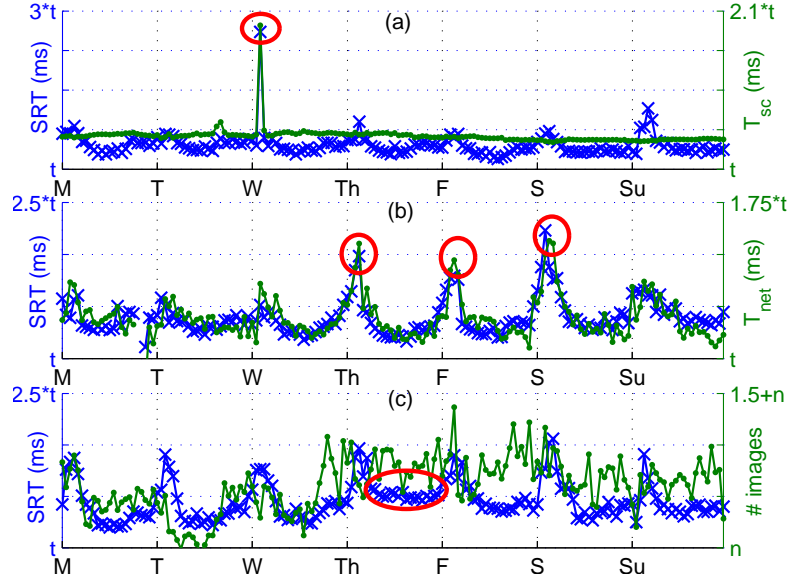 3*t (a) 2.1*t
SRT (ms)
T_sc (ms)
t t
M T W Th F S Su
2.5*t (b) 1.75*t
SRT (ms)
T_net (ms)
t t
M T W Th F S Su
2.5*t (c) 1.5+n
SRT (ms)
# images
t n
M T W Th F S Su